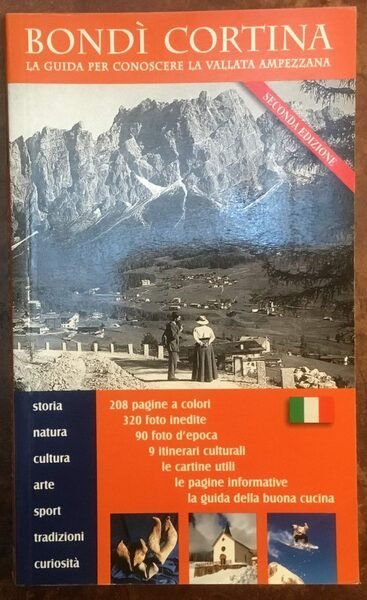 BONDÌ CORTINA
LA GUIDA PER CONOSCERE LA VALLATA AMPEZZANA
SECONDA EDIZIONE
storia
natura
cultura
arte
sport
tradizioni
curiosità
208 pagine a colori
320 foto inedite
90 foto d'epoca
9 itinerari culturali
le cartine utili
le pagine informative
la guida della buona cucina